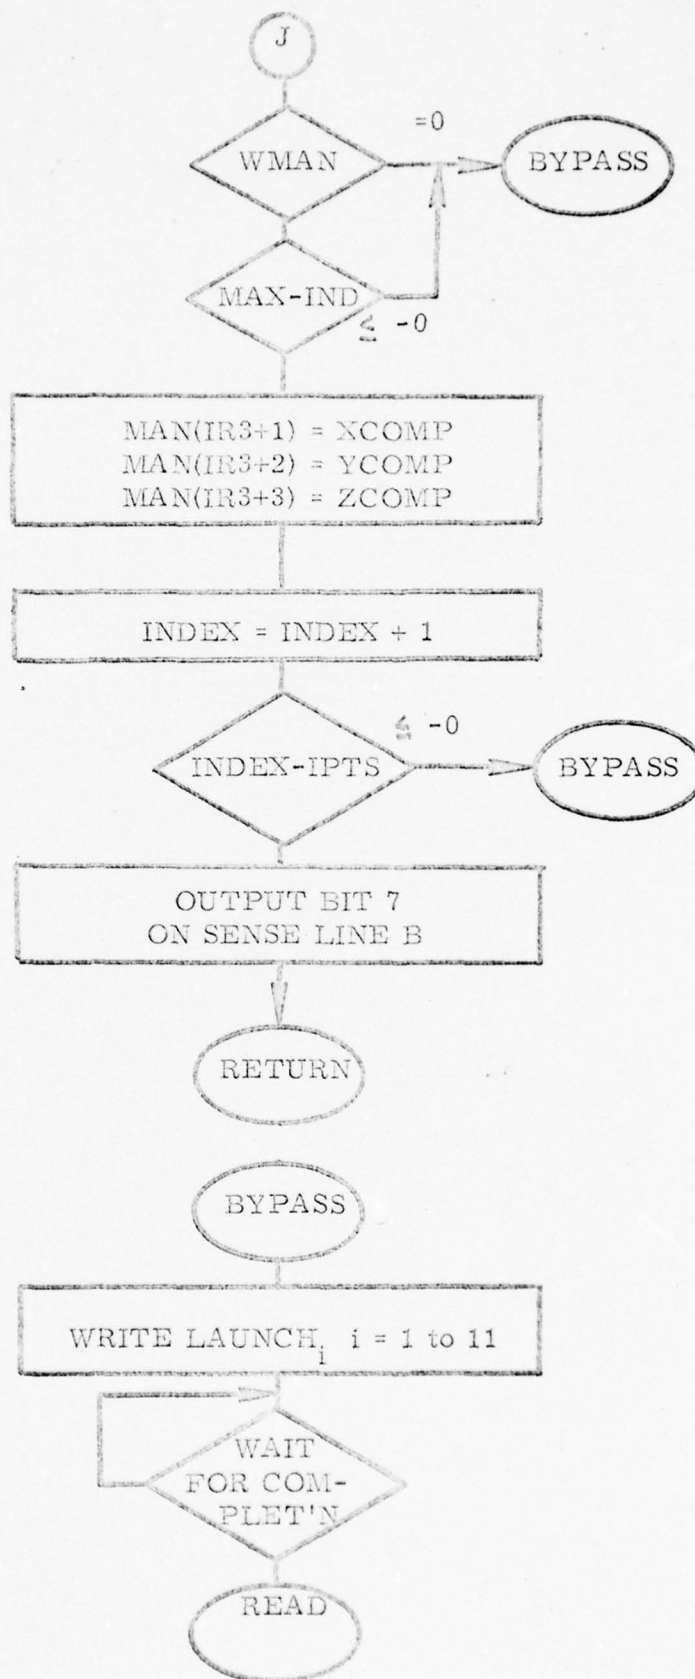 J
=0
WMAN
BYPASS
MAX-IND
≤ -0
MAN(IR3+1) = XCOMP
MAN(IR3+2) = YCOMP
MAN(IR3+3) = ZCOMP
INDEX = INDEX + 1
≤ -0
INDEX-IPTS
BYPASS
OUTPUT BIT 7
ON SENSE LINE B
RETURN
BYPASS
WRITE LAUNCHi i = 1 to 11
WAIT
FOR COM-
PLET'N
READ